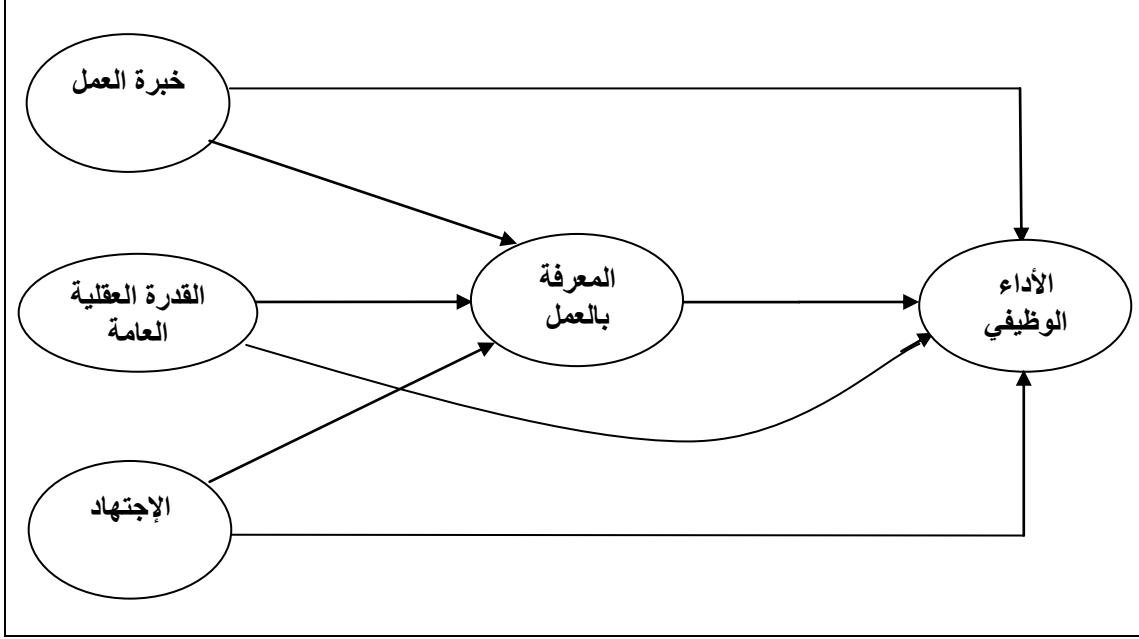 خبرة العمل
القدرة العقلية
العامة
الإجتهاد
المعرفة
بالعمل
الأداء
الوظيفي